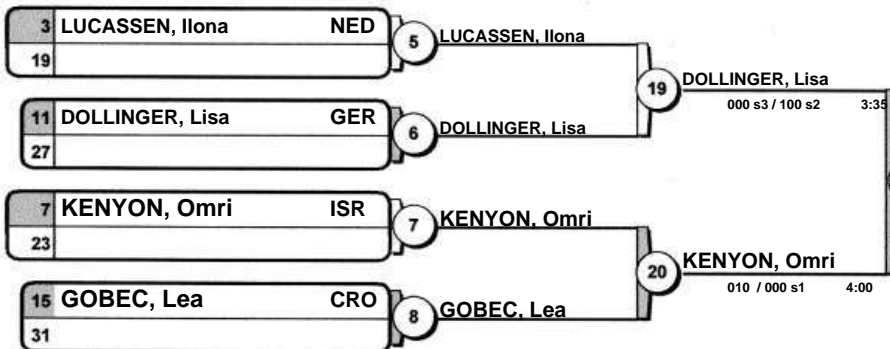 3 LUCASSEN, Ilona NED
19
5
LUCASSEN, Ilona
11 DOLLINGER, Lisa GER
27
6
DOLLINGER, Lisa
19
DOLLINGER, Lisa
000 s3 / 100 s2 3:35
7 KENYON, Omri ISR
23
7
KENYON, Omri
15 GOBEC, Lea CRO
31
8
GOBEC, Lea
20
KENYON, Omri
010 / 000 s1 4:00